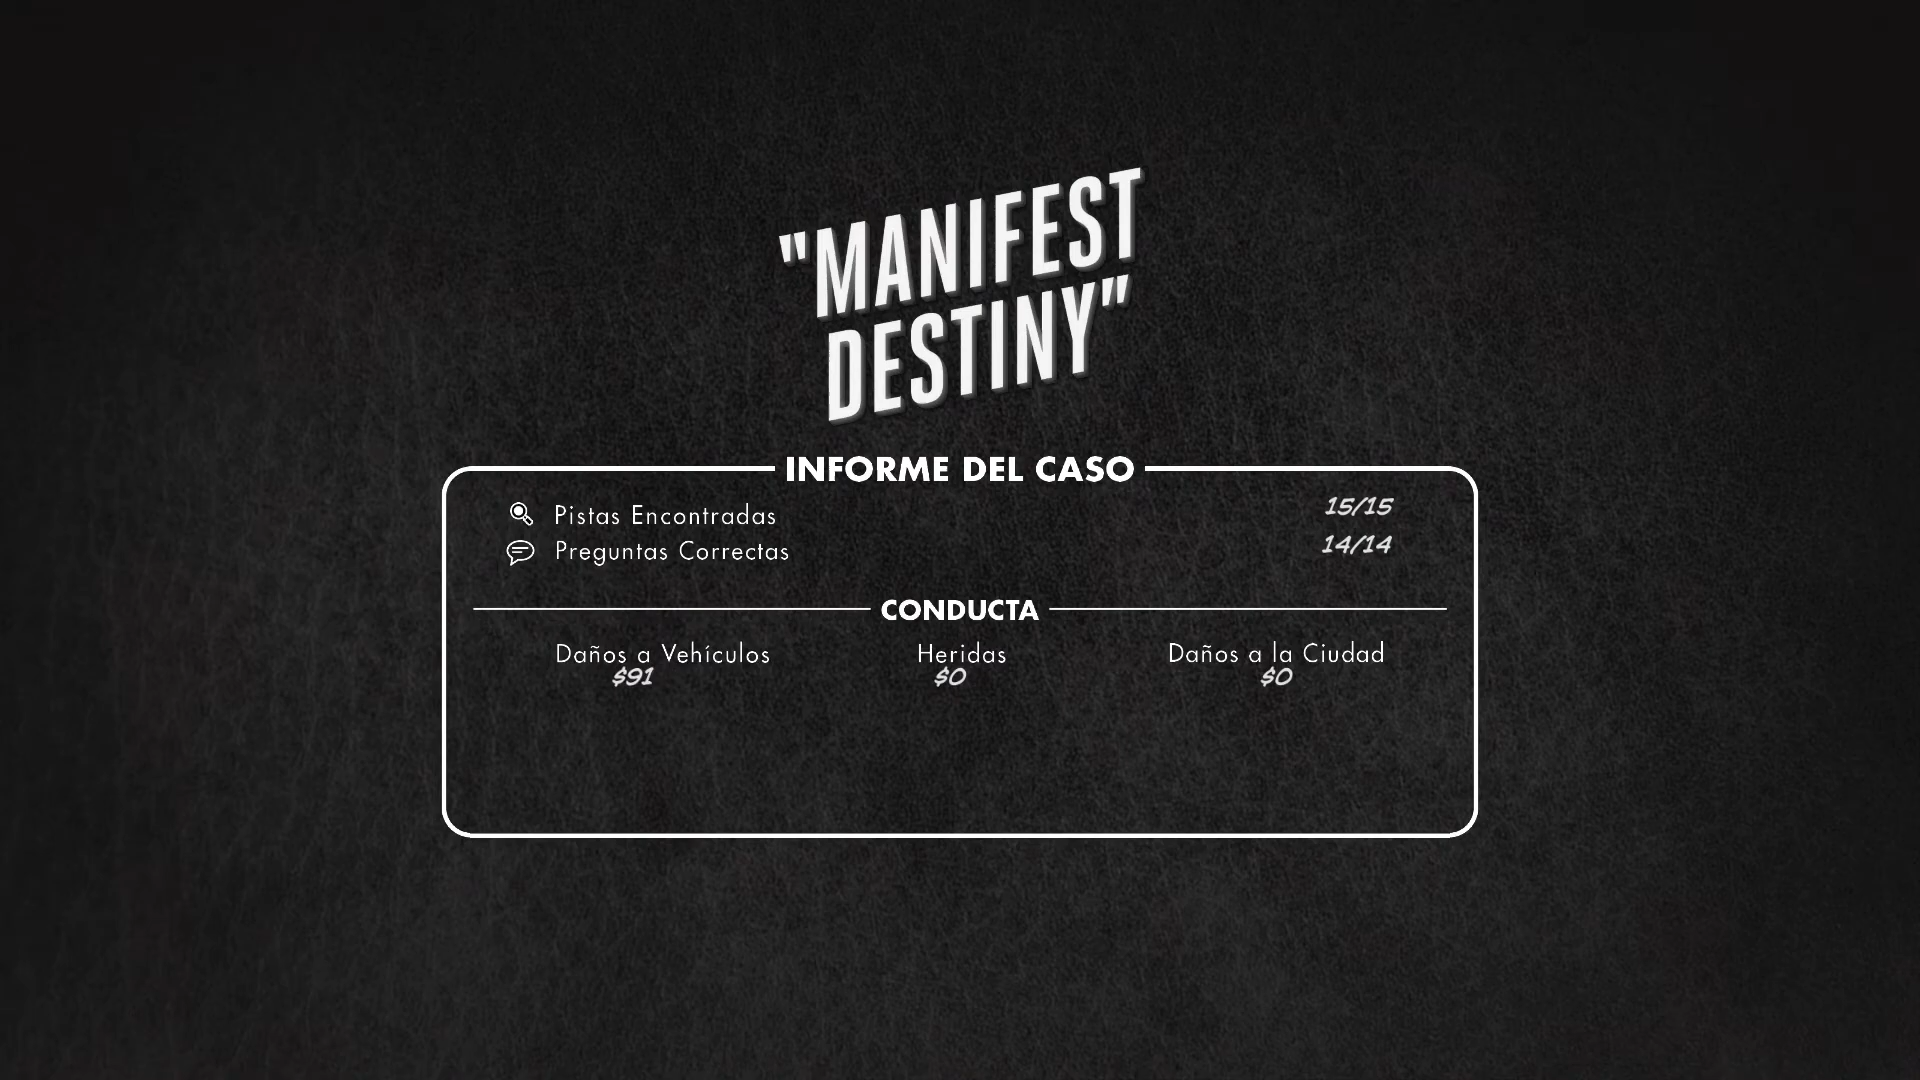 "MANIFEST
DESTINY"
INFORME DEL CASO
Pistas Encontradas 15/15
Preguntas Correctas 14/14
CONDUCTA
Daños a Vehículos Heridas Daños a la Ciudad
$91 $0 $0